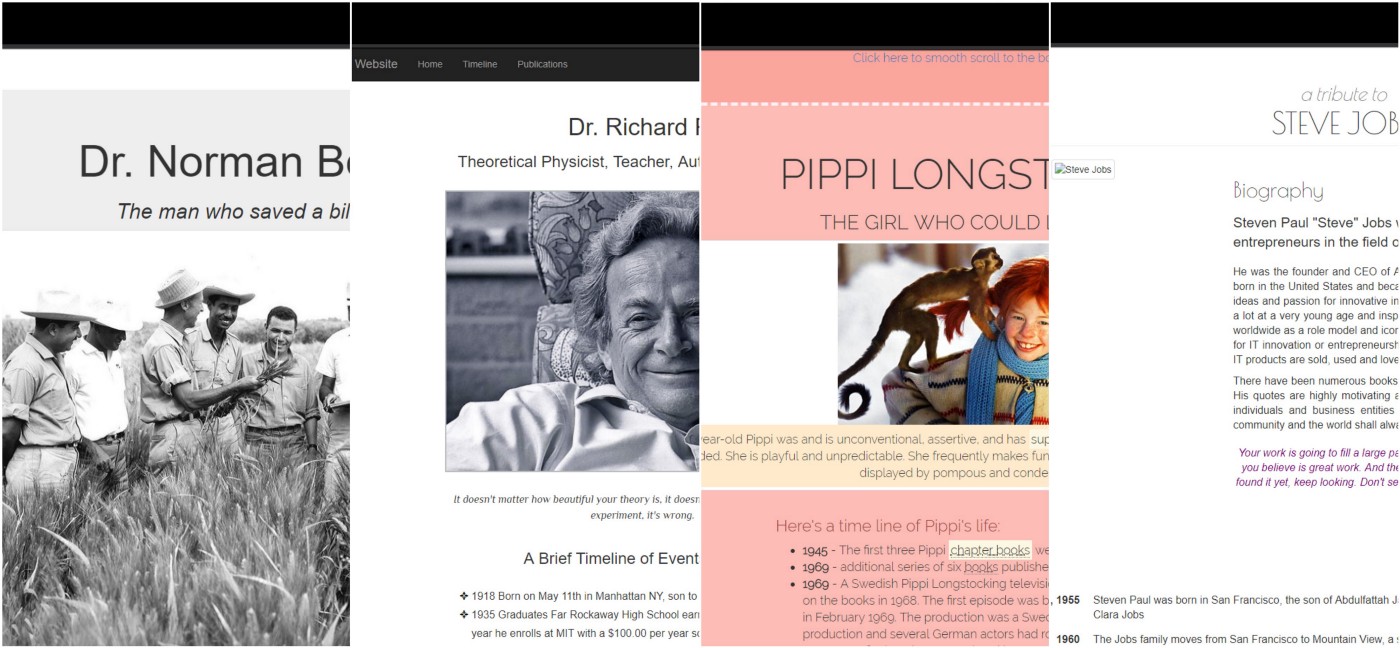 Dr. Norman Bo
The man who saved a bil
Website Home Timeline Publications
Dr. Richard F
Theoretical Physicist, Teacher, Aut
It doesn't matter how beautiful your theory is, it doesn
experiment, it's wrong.
A Brief Timeline of Event
1918 Born on May 11th in Manhattan NY, son to
1935 Graduates Far Rockaway High School earn
year he enrolls at MIT with a $100.00 per year sc
Click here to smooth scroll to the bo
PIPPI LONGST
THE GIRL WHO COULD L
year-old Pippi was and is unconventional, assertive, and has sup
ded. She is playful and unpredictable. She frequently makes fun
displayed by pompous and conde
Here's a time line of Pippi's life:
• 1945 - The first three Pippi chapter books we
• 1969 - additional series of six books publishe
• 1969 - A Swedish Pippi Longstocking televisi
on the books in 1968. The first episode was b
in February 1969. The production was a Swed
production and several German actors had ro
a tribute to
STEVE JOB
Steve Jobs
Biography
Steven Paul "Steve" Jobs w
entrepreneurs in the field o
He was the founder and CEO of A
born in the United States and beca
ideas and passion for innovative in
a lot at a very young age and insp
worldwide as a role model and icon
for IT innovation or entrepreneursh
IT products are sold, used and love
There have been numerous books
His quotes are highly motivating a
individuals and business entities
community and the world shall alwa
Your work is going to fill a large pa
you believe is great work. And the
found it yet, keep looking. Don't se
1955 Steven Paul was born in San Francisco, the son of Abdulfattah J
Clara Jobs
1960 The Jobs family moves from San Francisco to Mountain View, a s